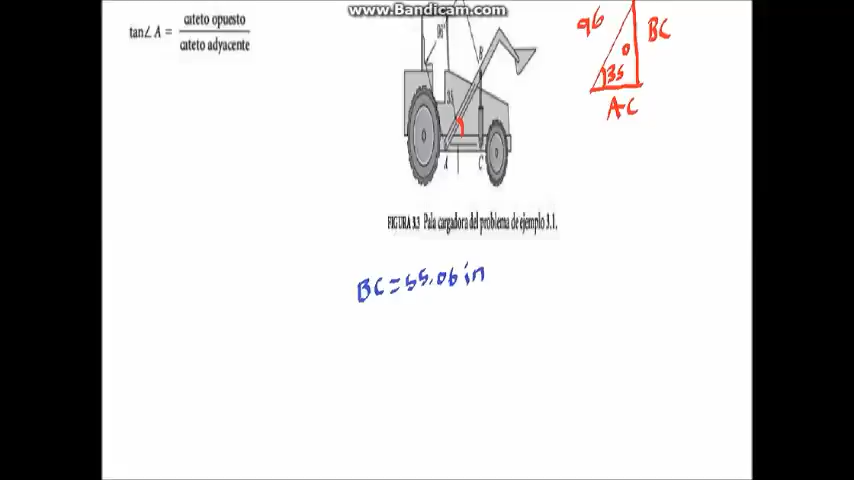 www.Bandicam.com
tan∠ A = cateto opuesto
cateto adyacente
96
BC
35
0
AC
B
35
A
C
FIGURA 3.3 Pala cargadora del problema de ejemplo 3.1.
BC = 55.06 in